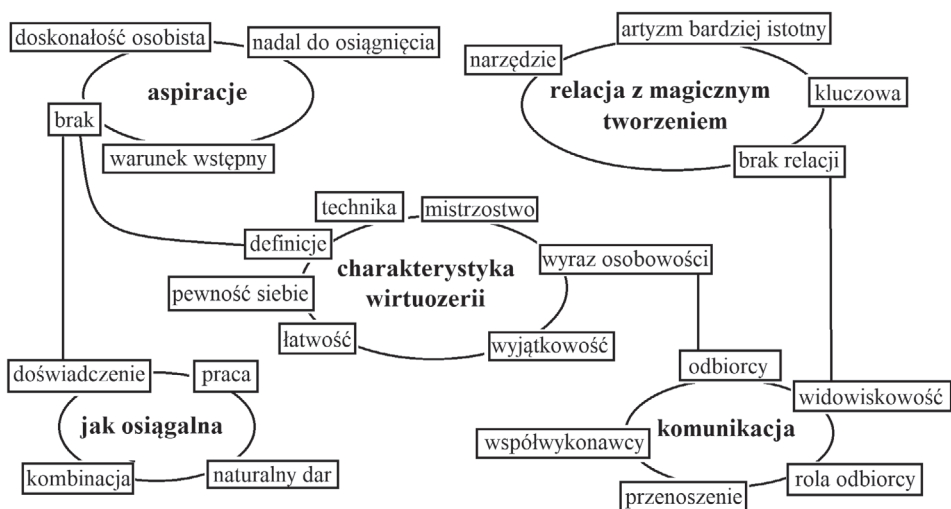 doskonałość osobista
nadal do osiągnięcia
aspiracje
brak
warunek wstępny
artyzm bardziej istotny
narzędzie
relacja z magicznym
tworzeniem
kluczowa
brak relacji
technika
mistrzostwo
definicje
charakterystyka
wirtuozerii
wyraz osobowości
pewność siebie
łatwość
wyjątkowość
doświadczenie
praca
jak osiągalna
kombinacja
naturalny dar
odbiorcy
widowiskowość
współwykonawcy
komunikacja
przenoszenie
rola odbiorcy